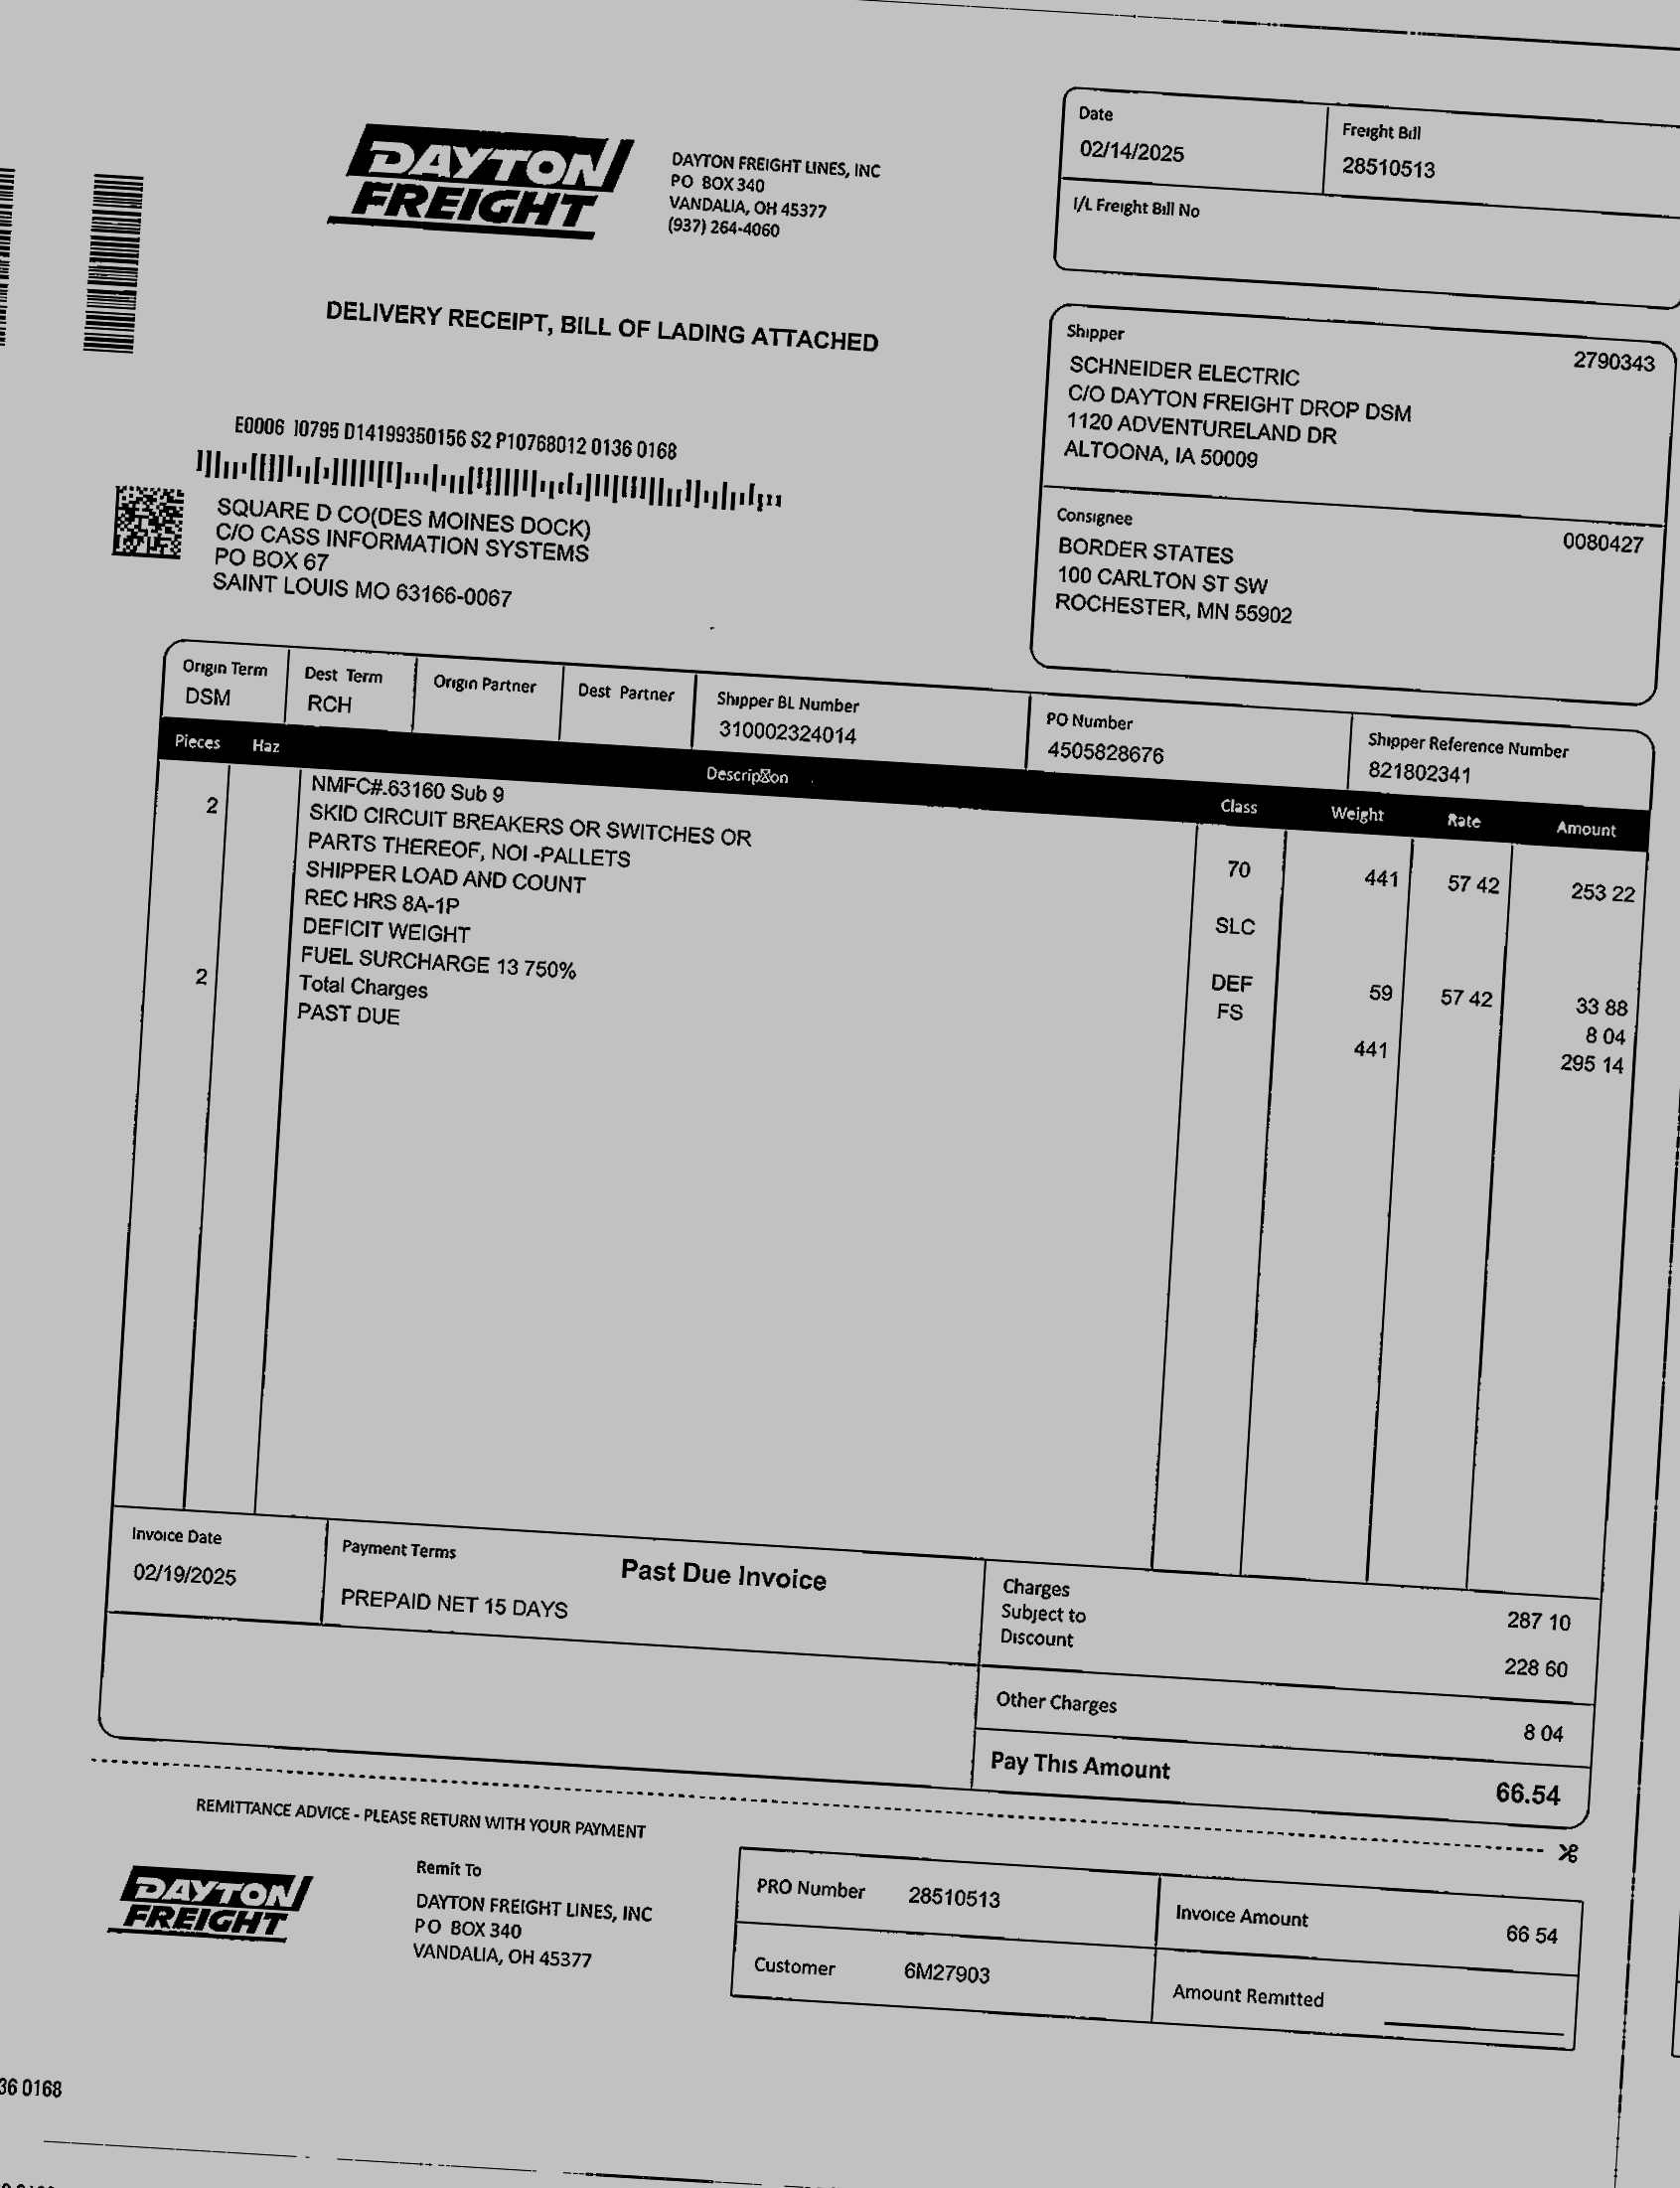 Date
02/14/2025
Freight Bill
28510513
I/L Freight Bill No
DAYTON
FREIGHT
DAYTON FREIGHT LINES, INC
PO BOX 340
VANDALIA, OH 45377
(937) 264-4060
DELIVERY RECEIPT, BILL OF LADING ATTACHED
Shipper 2790343
SCHNEIDER ELECTRIC
C/O DAYTON FREIGHT DROP DSM
1120 ADVENTURELAND DR
ALTOONA, IA 50009
E0006 I0795 D14199350156 S2 P10768012 0136 0168
SQUARE D CO(DES MOINES DOCK)
C/O CASS INFORMATION SYSTEMS
PO BOX 67
SAINT LOUIS MO 63166-0067
Consignee 0080427
BORDER STATES
100 CARLTON ST SW
ROCHESTER, MN 55902
Origin Term Dest Term Origin Partner Dest Partner Shipper BL Number PO Number Shipper Reference Number
DSM RCH 310002324014 4505828676 821802341
Pieces Haz Description Class Weight Rate Amount
NMFC#.63160 Sub 9
2 SKID CIRCUIT BREAKERS OR SWITCHES OR 70 441 57 42 253 22
PARTS THEREOF, NOI -PALLETS
SHIPPER LOAD AND COUNT SLC
REC HRS 8A-1P
DEFICIT WEIGHT DEF 59 57 42 33 88
FUEL SURCHARGE 13 750% FS 8 04
2 Total Charges 441 295 14
PAST DUE
Invoice Date
02/19/2025
Payment Terms
Past Due Invoice
PREPAID NET 15 DAYS
Charges
Subject to 287 10
Discount
228 60
Other Charges 8 04
Pay This Amount 66.54
REMITTANCE ADVICE - PLEASE RETURN WITH YOUR PAYMENT
DAYTON
FREIGHT
Remit To
DAYTON FREIGHT LINES, INC
PO BOX 340
VANDALIA, OH 45377
PRO Number 28510513
Invoice Amount 66 54
Customer 6M27903
Amount Remitted
36 0168